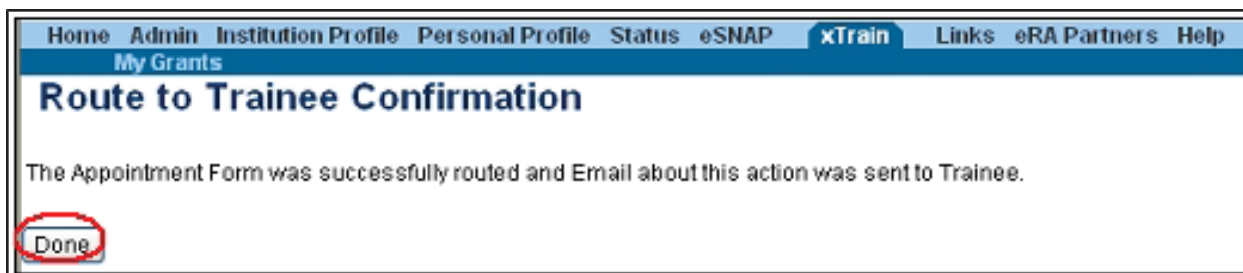 Home Admin Institution Profile Personal Profile Status eSNAP xTrain Links eRA Partners Help
My Grants
Route to Trainee Confirmation
The Appointment Form was successfully routed and Email about this action was sent to Trainee.
Done